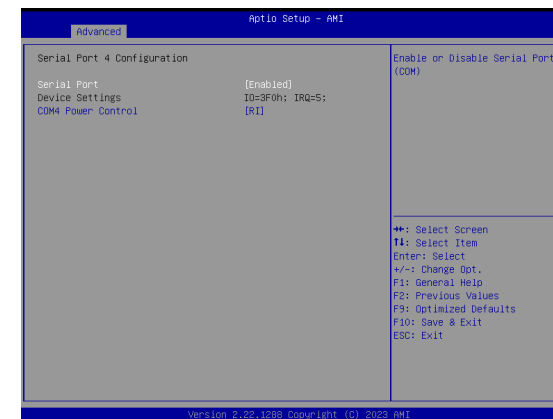 Aptio Setup – AMI
Advanced
Serial Port 4 Configuration
Serial Port [Enabled]
Device Settings IO=3F0h; IRQ=5;
COM4 Power Control [RI]
Enable or Disable Serial Port
(COM)
→←: Select Screen
↑↓: Select Item
Enter: Select
+/-: Change Opt.
F1: General Help
F2: Previous Values
F9: Optimized Defaults
F10: Save & Exit
ESC: Exit
Version 2.22.1288 Copyright (C) 2023 AMI